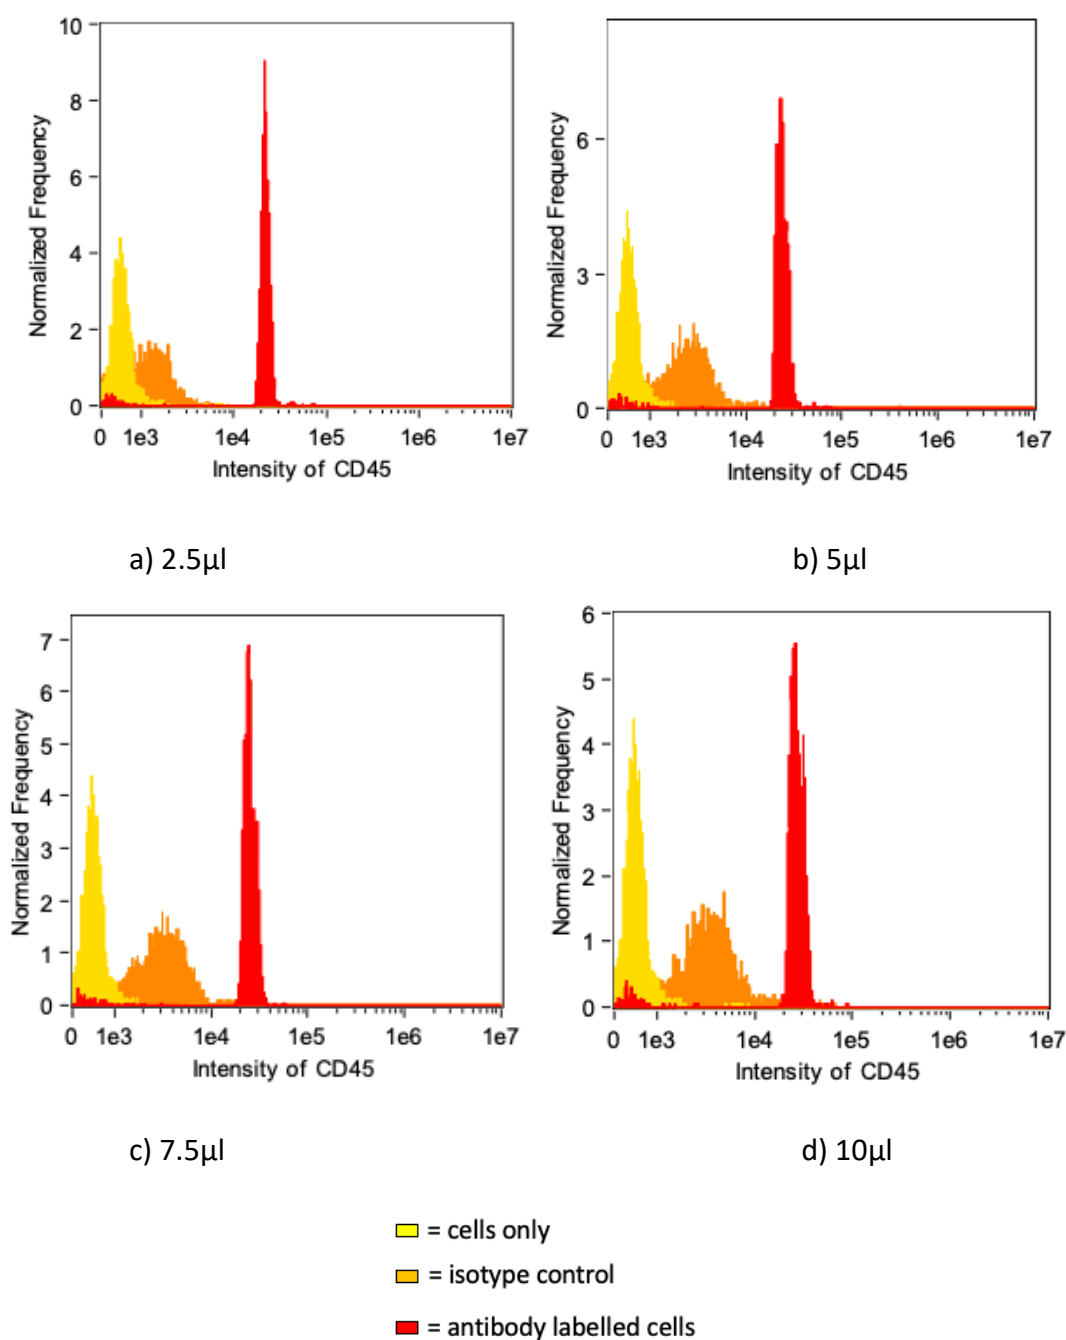 10
8
6
4
2
0
Normalized Frequency
0 1e3 1e4 1e5 1e6 1e7
Intensity of CD45
a) 2.5µl
6
3
0
Normalized Frequency
0 1e3 1e4 1e5 1e6 1e7
Intensity of CD45
b) 5µl
7
6
5
4
3
2
1
0
Normalized Frequency
0 1e3 1e4 1e5 1e6 1e7
Intensity of CD45
c) 7.5µl
6
5
4
3
2
1
0
Normalized Frequency
0 1e3 1e4 1e5 1e6 1e7
Intensity of CD45
d) 10µl
= cells only
= isotype control
= antibody labelled cells